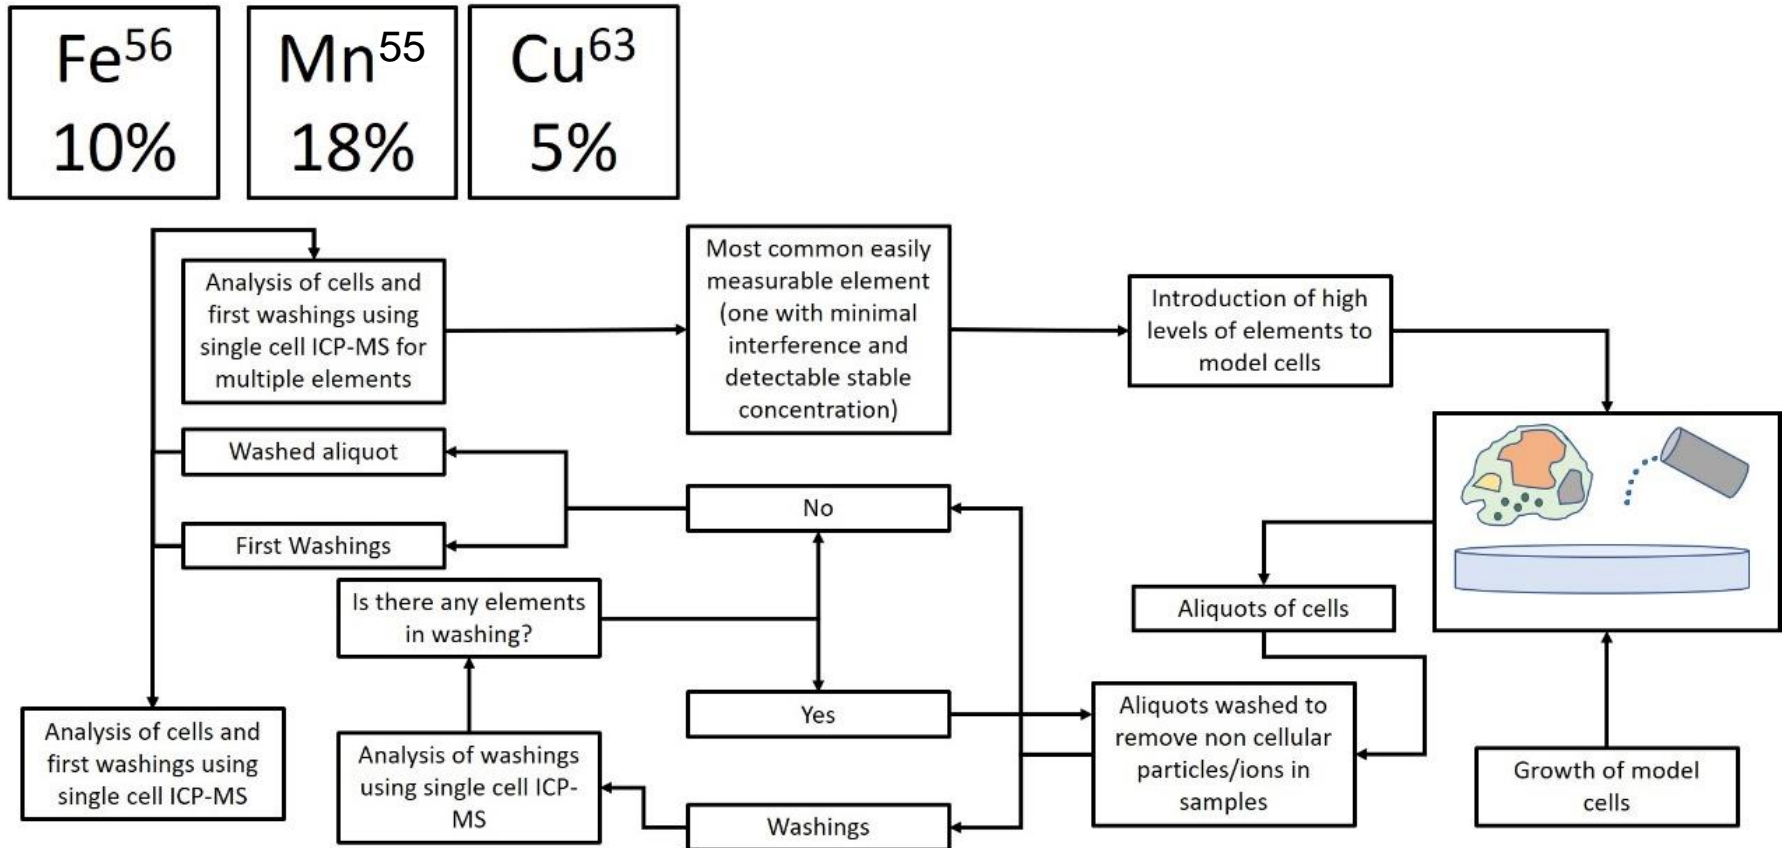 Fe⁵⁶
10%
Mn⁵⁵
18%
Cu⁶³
5%
Analysis of cells and
first washings using
single cell ICP-MS for
multiple elements
Most common easily
measurable element
(one with minimal
interference and
detectable stable
concentration)
Introduction of high
levels of elements to
model cells
Washed aliquot
First Washings
No
Is there any elements
in washing?
Aliquots of cells
Yes
Aliquots washed to
remove non cellular
particles/ions in
samples
Analysis of cells and
first washings using
single cell ICP-MS
Analysis of washings
using single cell ICP-
MS
Washings
Growth of model
cells